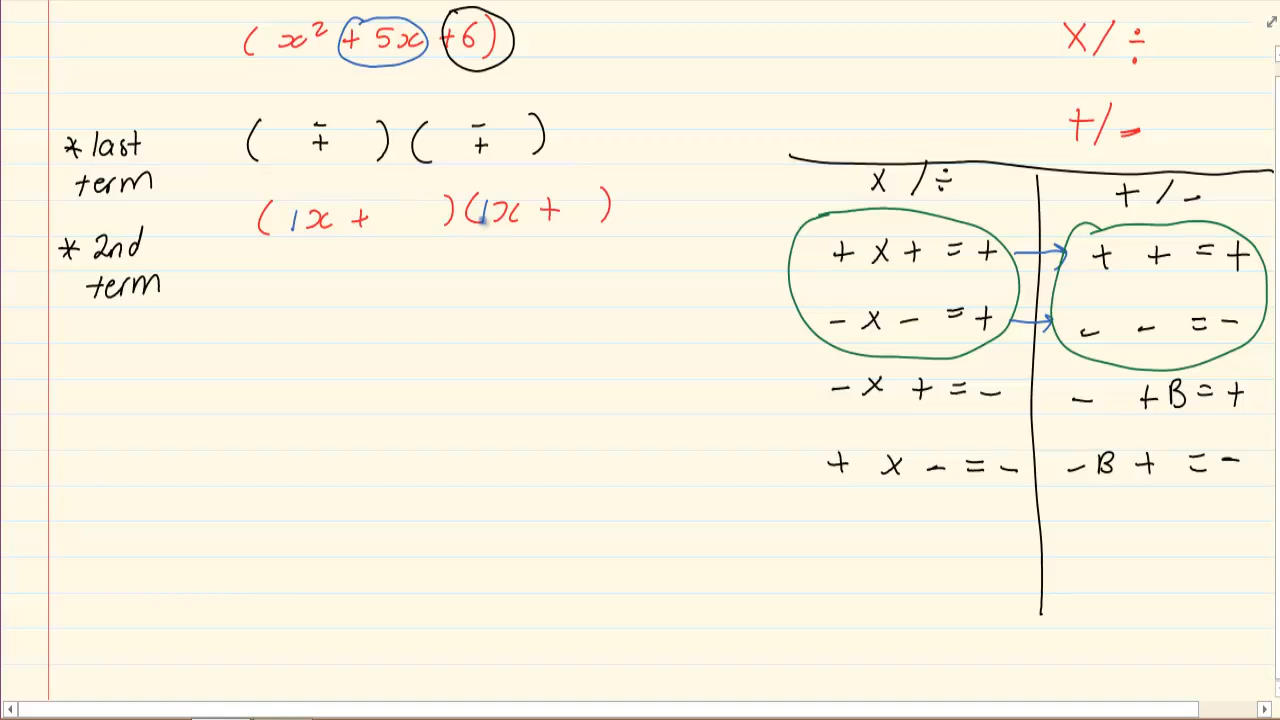 ( x² + 5x +6)
* last term
( -+ ) ( -+ )
(1x + )(1x + )
* 2nd term
X / ÷
+/-
x / ÷
+ / -
+ x + = +
+ + = +
- x - = +
- - = -
- x + = -
- +B = +
+ x - = -
-B + = -